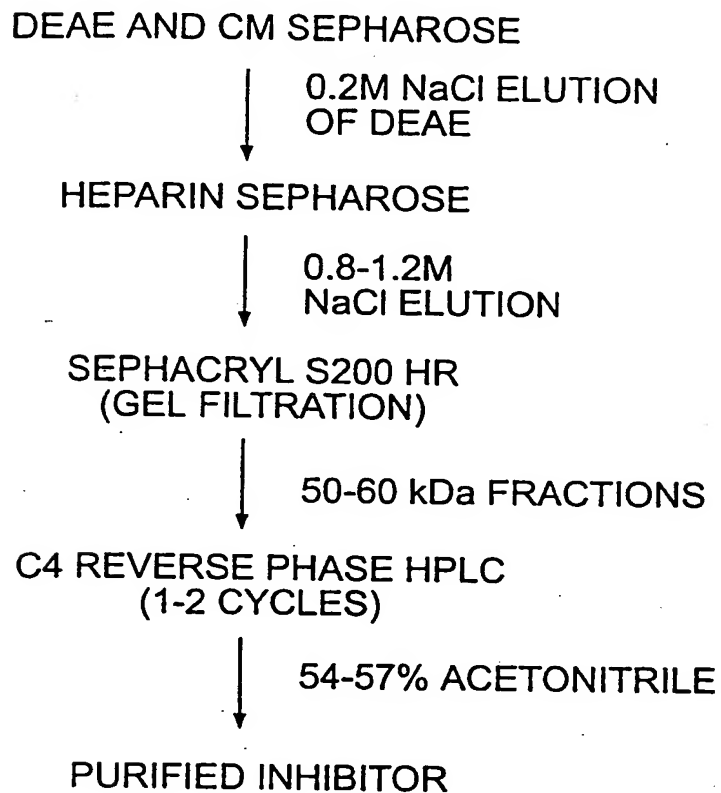 DEAE AND CM SEPHAROSE
0.2M NaCl ELUTION
OF DEAE
HEPARIN SEPHAROSE
0.8-1.2M
NaCl ELUTION
SEPHACRYL S200 HR
(GEL FILTRATION)
50-60 kDa FRACTIONS
C4 REVERSE PHASE HPLC
(1-2 CYCLES)
54-57% ACETONITRILE
PURIFIED INHIBITOR